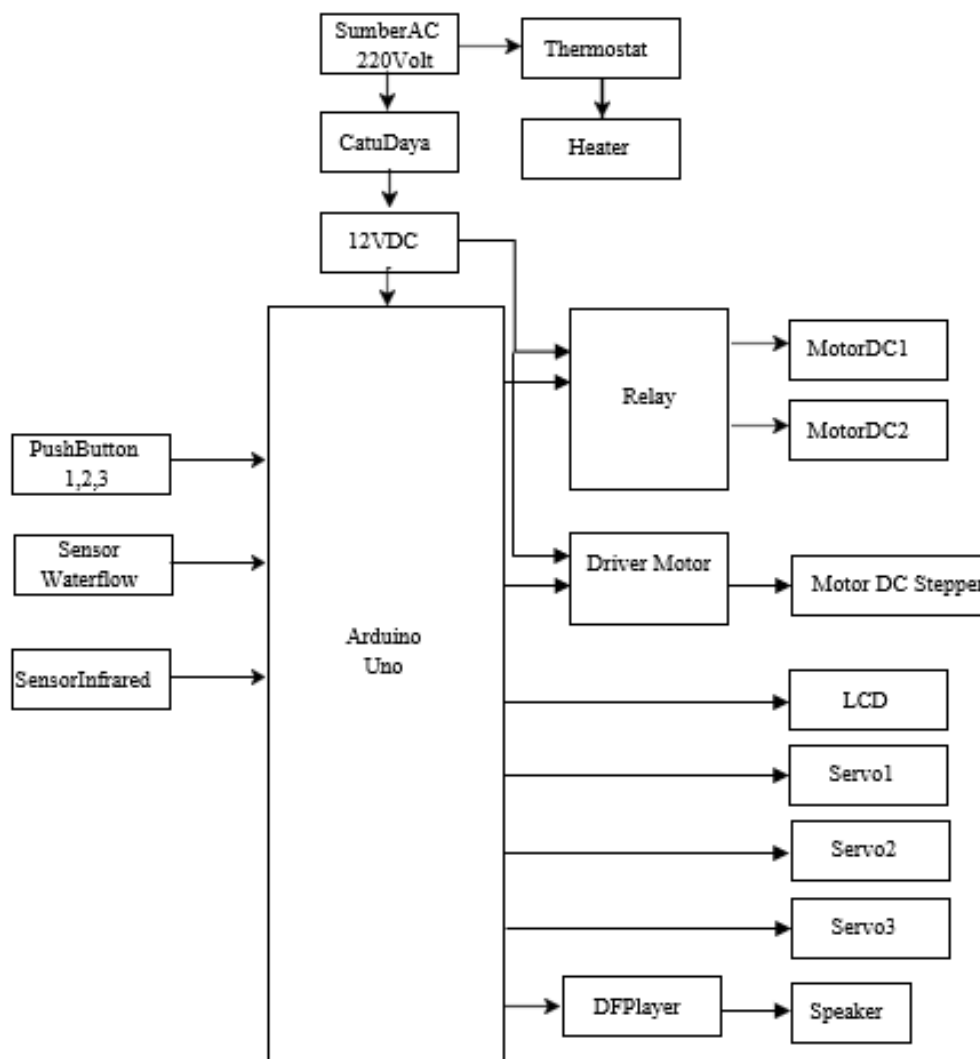 SumberAC
220Volt
Thermostat
CatuDaya
Heater
12VDC
Relay
MotorDC1
MotorDC2
PushButton
1,2,3
Sensor
Waterflow
SensorInfrared
Arduino
Uno
Driver Motor
Motor DC Stepper
LCD
Servo1
Servo2
Servo3
DFPlayer
Speaker